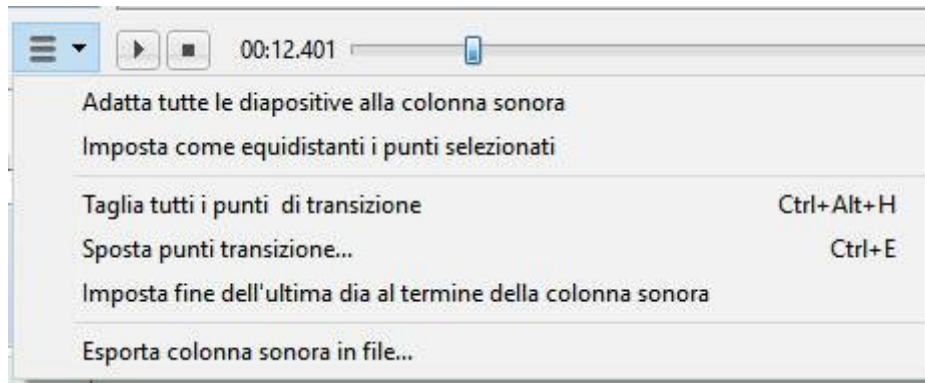 00:12.401
Adatta tutte le diapositive alla colonna sonora
Imposta come equidistanti i punti selezionati
Taglia tutti i punti  di transizione Ctrl+Alt+H
Sposta punti transizione... Ctrl+E
Imposta fine dell'ultima dia al termine della colonna sonora
Esporta colonna sonora in file...